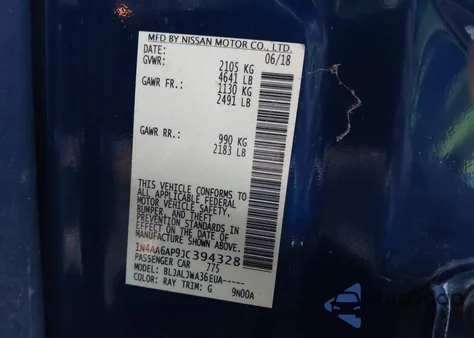 MFD BY NISSAN MOTOR CO., LTD.
DATE: 06/18
GVWR: 2105 KG
4641 LB
GAWR FR.: 1130 KG
2491 LB
GAWR RR.: 990 KG
2183 LB
THIS VEHICLE CONFORMS TO
ALL APPLICABLE FEDERAL
MOTOR VEHICLE SAFETY,
BUMPER, AND THEFT
PREVENTION STANDARDS IN
EFFECT ON THE DATE OF
MANUFACTURE SHOWN ABOVE.
1N4AA6AP9JC394328
PASSENGER CAR 775
MODEL: BLJALJWA36EUA-----
COLOR: RAY TRIM: G 9N00A